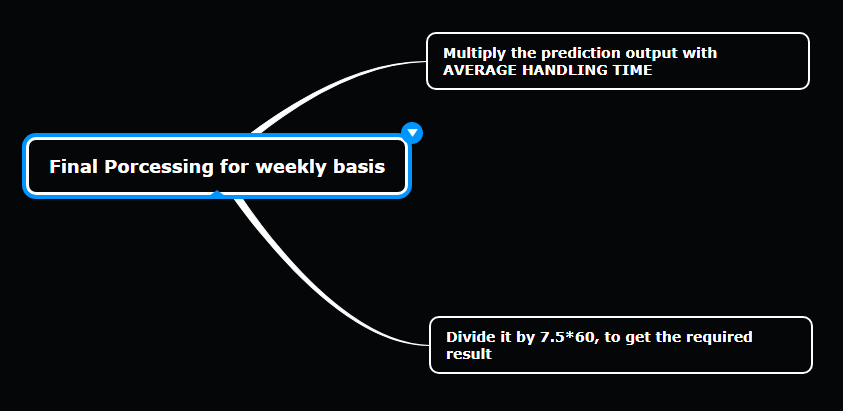 Multiply the prediction output with
AVERAGE HANDLING TIME
Final Porcessing for weekly basis
Divide it by 7.5*60, to get the required
result